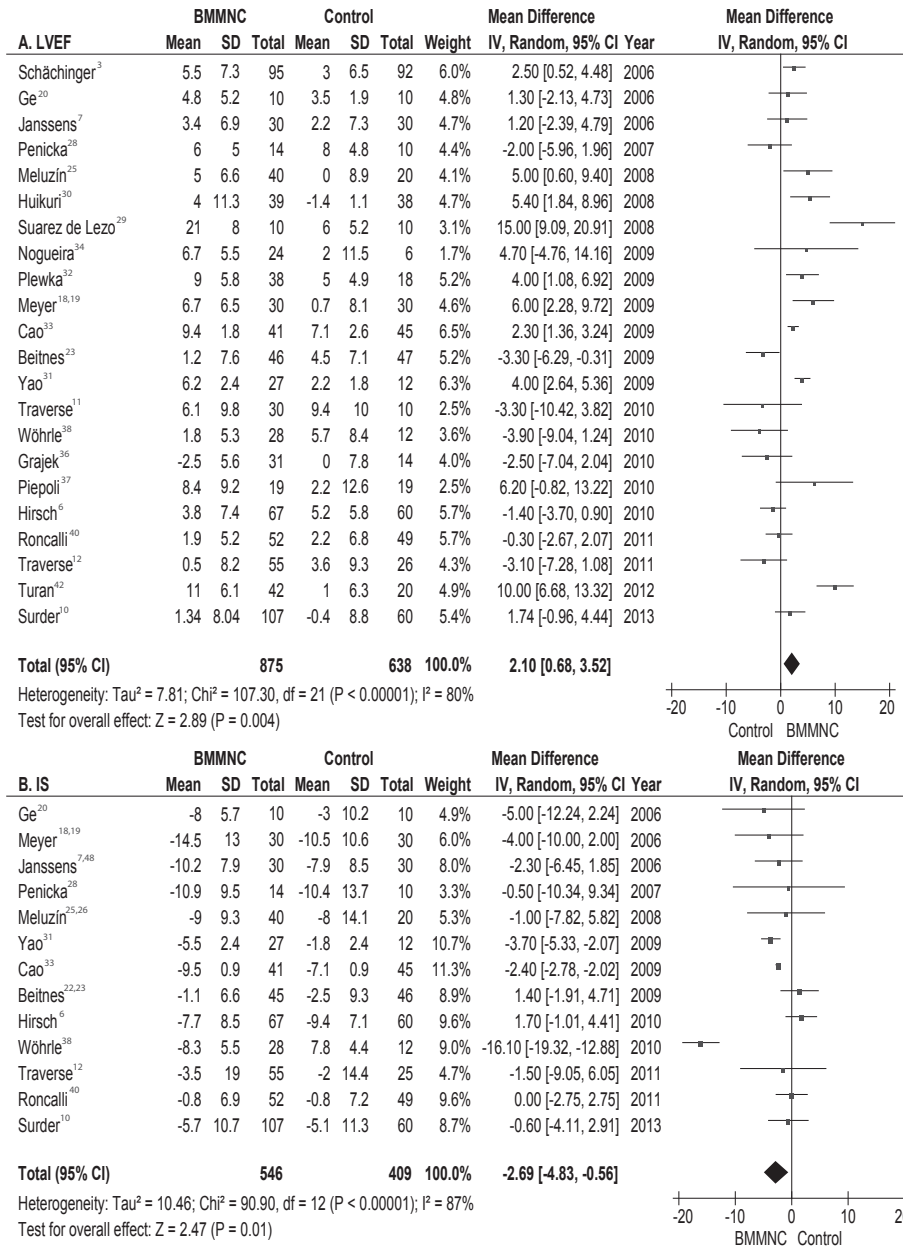 BMMNC Control Mean Difference Mean Difference
A. LVEF Mean SD Total Mean SD Total Weight IV, Random, 95% CI Year IV, Random, 95% CI
Schächinger³ 5.5 7.3 95 3 6.5 92 6.0% 2.50 [0.52, 4.48] 2006
Ge²⁰ 4.8 5.2 10 3.5 1.9 10 4.8% 1.30 [-2.13, 4.73] 2006
Janssens⁷ 3.4 6.9 30 2.2 7.3 30 4.7% 1.20 [-2.39, 4.79] 2006
Penicka²⁸ 6 5 14 8 4.8 10 4.4% -2.00 [-5.96, 1.96] 2007
Meluzín²⁵ 5 6.6 40 0 8.9 20 4.1% 5.00 [0.60, 9.40] 2008
Huikuri³⁰ 4 11.3 39 -1.4 1.1 38 4.7% 5.40 [1.84, 8.96] 2008
Suarez de Lezo²⁹ 21 8 10 6 5.2 10 3.1% 15.00 [9.09, 20.91] 2008
Nogueira³⁴ 6.7 5.5 24 2 11.5 6 1.7% 4.70 [-4.76, 14.16] 2009
Plewka³² 9 5.8 38 5 4.9 18 5.2% 4.00 [1.08, 6.92] 2009
Meyer¹⁸,¹⁹ 6.7 6.5 30 0.7 8.1 30 4.6% 6.00 [2.28, 9.72] 2009
Cao³³ 9.4 1.8 41 7.1 2.6 45 6.5% 2.30 [1.36, 3.24] 2009
Beitnes²³ 1.2 7.6 46 4.5 7.1 47 5.2% -3.30 [-6.29, -0.31] 2009
Yao³¹ 6.2 2.4 27 2.2 1.8 12 6.3% 4.00 [2.64, 5.36] 2009
Traverse¹¹ 6.1 9.8 30 9.4 10 10 2.5% -3.30 [-10.42, 3.82] 2010
Wöhrle³⁸ 1.8 5.3 28 5.7 8.4 12 3.6% -3.90 [-9.04, 1.24] 2010
Grajek³⁶ -2.5 5.6 31 0 7.8 14 4.0% -2.50 [-7.04, 2.04] 2010
Piepoli³⁷ 8.4 9.2 19 2.2 12.6 19 2.5% 6.20 [-0.82, 13.22] 2010
Hirsch⁶ 3.8 7.4 67 5.2 5.8 60 5.7% -1.40 [-3.70, 0.90] 2010
Roncalli⁴⁰ 1.9 5.2 52 2.2 6.8 49 5.6% -0.30 [-2.67, 2.07] 2011
Traverse¹² 0.5 8.2 55 3.6 9.3 26 4.3% -3.10 [-7.28, 1.08] 2011
Turan⁴² 11 6.1 42 1 6.3 20 4.9% 10.00 [6.68, 13.32] 2012
Surder¹⁰ 1.34 8.04 107 -0.4 8.8 60 5.4% 1.74 [-0.96, 4.44] 2013
Total (95% CI) 875 638 100.0% 2.10 [0.68, 3.52]
Heterogeneity: Tau² = 7.81; Chi² = 107.30, df = 21 (P < 0.00001); I² = 80%
Test for overall effect: Z = 2.89 (P = 0.004)
-20 -10 0 10 20
Control BMMNC
BMMNC Control Mean Difference Mean Difference
B. IS Mean SD Total Mean SD Total Weight IV, Random, 95% CI Year IV, Random, 95% CI
Ge²⁰ -8 5.7 10 -3 10.2 10 4.9% -5.00 [-12.24, 2.24] 2006
Meyer¹⁸,¹⁹ -14.5 13 30 -10.5 10.6 30 6.0% -4.00 [-10.00, 2.00] 2006
Janssens⁷,⁴⁸ -10.2 7.9 30 -7.9 8.5 30 8.0% -2.30 [-6.45, 1.85] 2006
Penicka²⁸ -10.9 9.5 14 -10.4 13.7 10 3.3% -0.50 [-10.34, 9.34] 2007
Meluzín²⁵,²⁶ -9 9.3 40 -8 14.1 20 5.3% -1.00 [-7.82, 5.82] 2008
Yao³¹ -5.5 2.4 27 -1.8 2.4 12 10.7% -3.70 [-5.33, -2.07] 2009
Cao³³ -9.5 0.9 41 -7.1 0.9 45 11.3% -2.40 [-2.78, -2.02] 2009
Beitnes²²,²³ -1.1 6.6 45 -2.5 9.3 46 8.9% 1.40 [-1.91, 4.71] 2009
Hirsch⁶ -7.7 8.5 67 -9.4 7.1 60 9.6% 1.70 [-1.01, 4.41] 2010
Wöhrle³⁸ -8.3 5.5 28 7.8 4.4 12 9.0% -16.10 [-19.32, -12.88] 2010
Traverse¹² -3.5 19 55 -2 14.4 25 4.7% -1.50 [-9.05, 6.05] 2011
Roncalli⁴⁰ -0.8 6.9 52 -0.8 7.2 49 9.6% 0.00 [-2.75, 2.75] 2011
Surder¹⁰ -5.7 10.7 107 -5.1 11.3 60 8.7% -0.60 [-4.11, 2.91] 2013
Total (95% CI) 546 409 100.0% -2.69 [-4.83, -0.56]
Heterogeneity: Tau² = 10.46; Chi² = 90.90, df = 12 (P < 0.00001); I² = 87%
Test for overall effect: Z = 2.47 (P = 0.01)
-20 -10 0 10 20
BMMNC Control